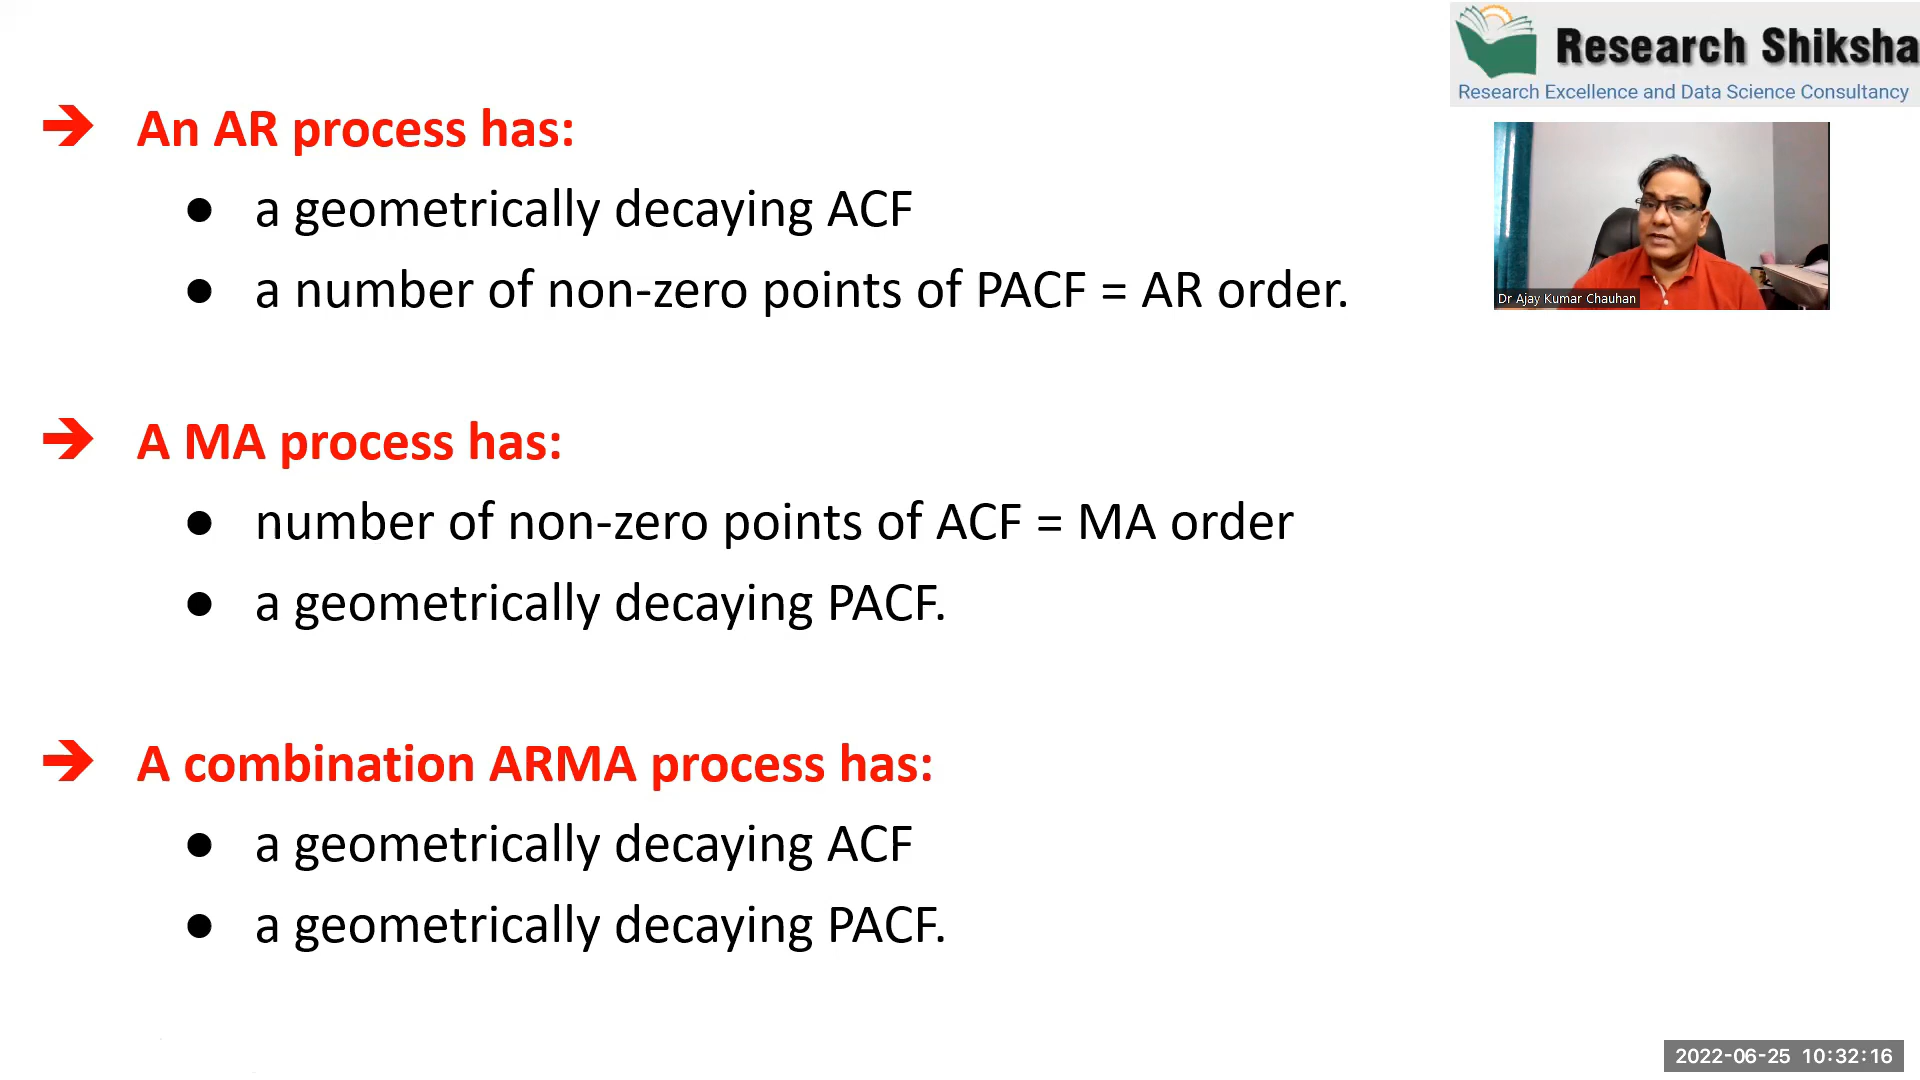 Research Shiksha
Research Excellence and Data Science Consultancy
➔ An AR process has:
● a geometrically decaying ACF
● a number of non-zero points of PACF = AR order.
Dr Ajay Kumar Chauhan
➔ A MA process has:
● number of non-zero points of ACF = MA order
● a geometrically decaying PACF.
➔ A combination ARMA process has:
● a geometrically decaying ACF
● a geometrically decaying PACF.
2022-06-25 10:32:16